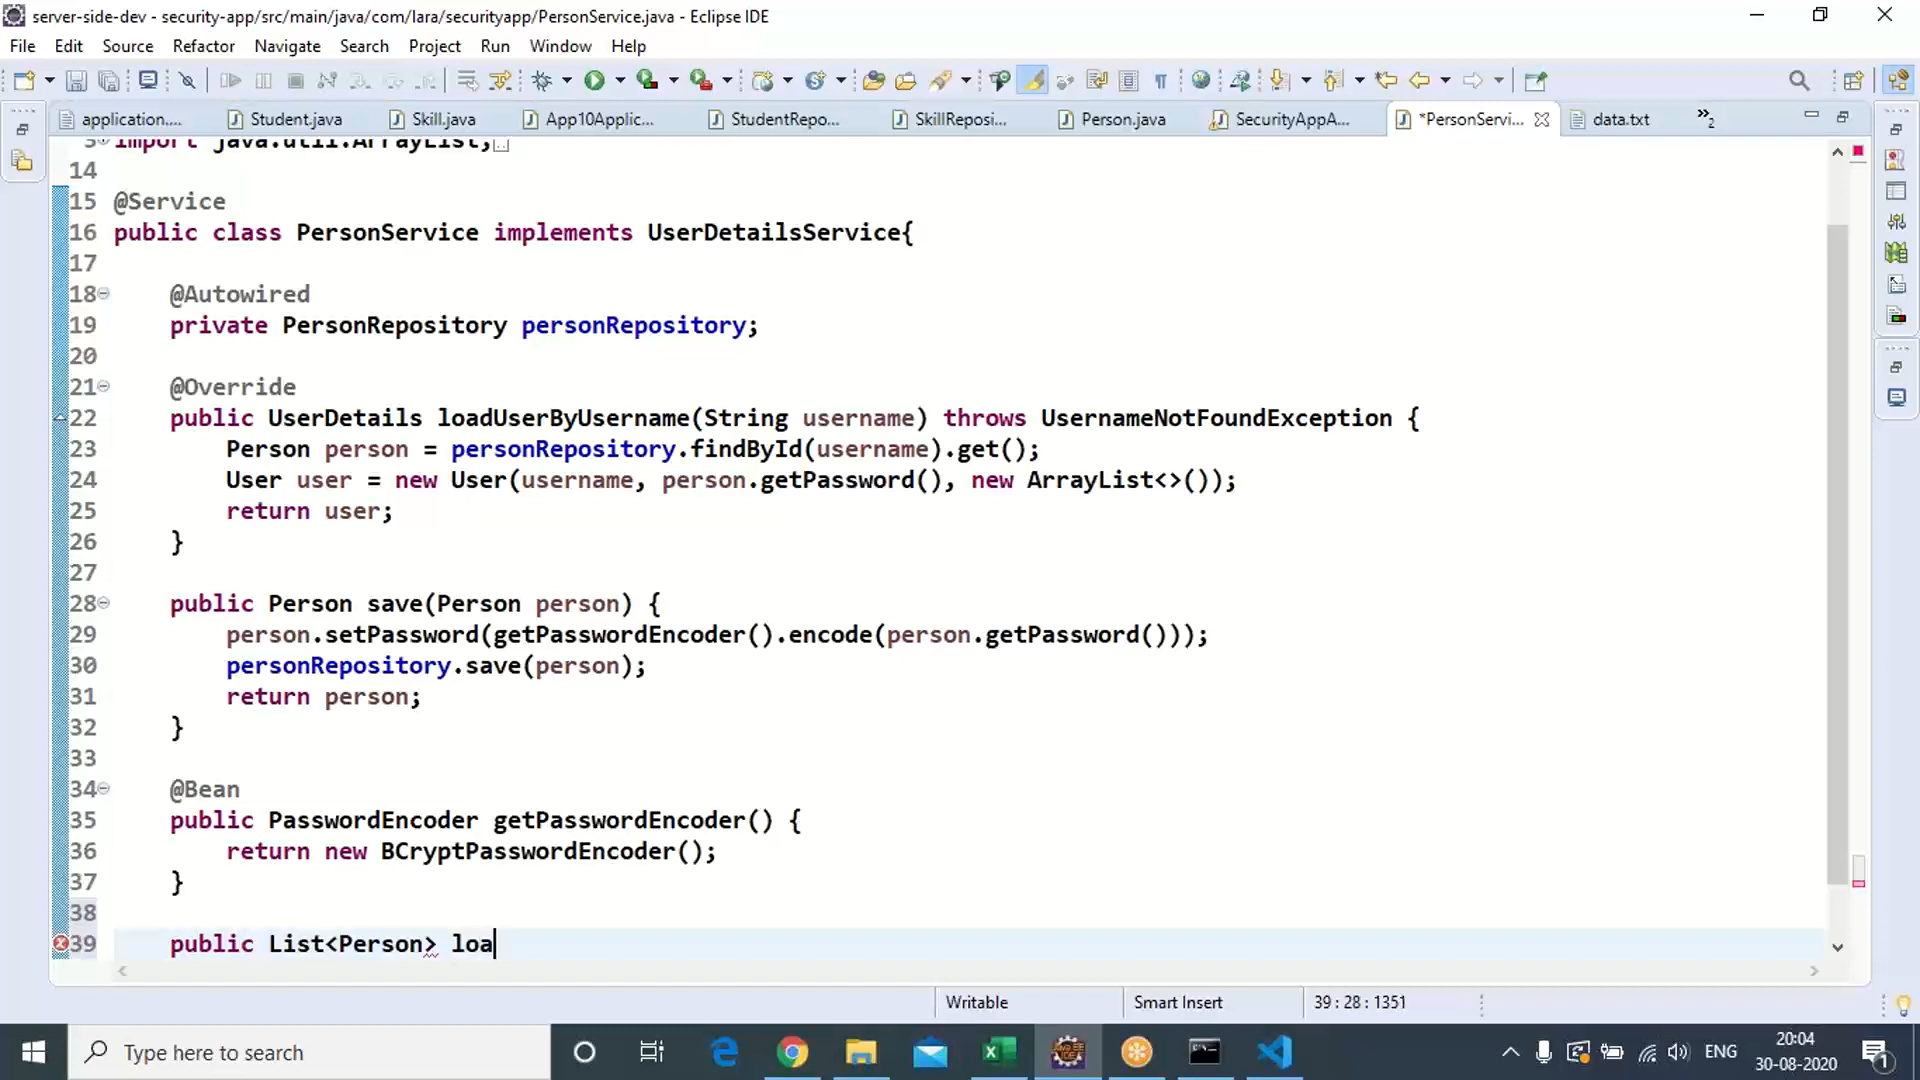 server-side-dev - security-app/src/main/java/com/lara/securityapp/PersonService.java - Eclipse IDE
File Edit Source Refactor Navigate Search Project Run Window Help
application.... Student.java Skill.java App10Applic... StudentRepo... SkillReposi... Person.java SecurityAppA... *PersonServi... data.txt »2
3 import java.util.ArrayList;
14
15 @Service
16 public class PersonService implements UserDetailsService{
17
18 @Autowired
19 private PersonRepository personRepository;
20
21 @Override
22 public UserDetails loadUserByUsername(String username) throws UsernameNotFoundException {
23 Person person = personRepository.findById(username).get();
24 User user = new User(username, person.getPassword(), new ArrayList<>());
25 return user;
26 }
27
28 public Person save(Person person) {
29 person.setPassword(getPasswordEncoder().encode(person.getPassword()));
30 personRepository.save(person);
31 return person;
32 }
33
34 @Bean
35 public PasswordEncoder getPasswordEncoder() {
36 return new BCryptPasswordEncoder();
37 }
38
39 public List<Person> loa
Writable Smart Insert 39 : 28 : 1351
Type here to search
ENG
20:04
30-08-2020
1